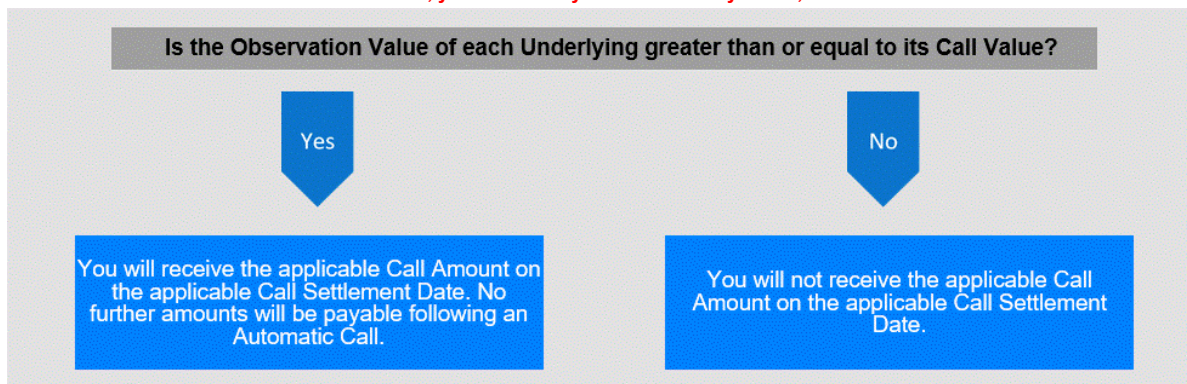 Is the Observation Value of each Underlying greater than or equal to its Call Value?
Yes
No
You will receive the applicable Call Amount on
the applicable Call Settlement Date. No
further amounts will be payable following an
Automatic Call.
You will not receive the applicable Call
Amount on the applicable Call Settlement
Date.